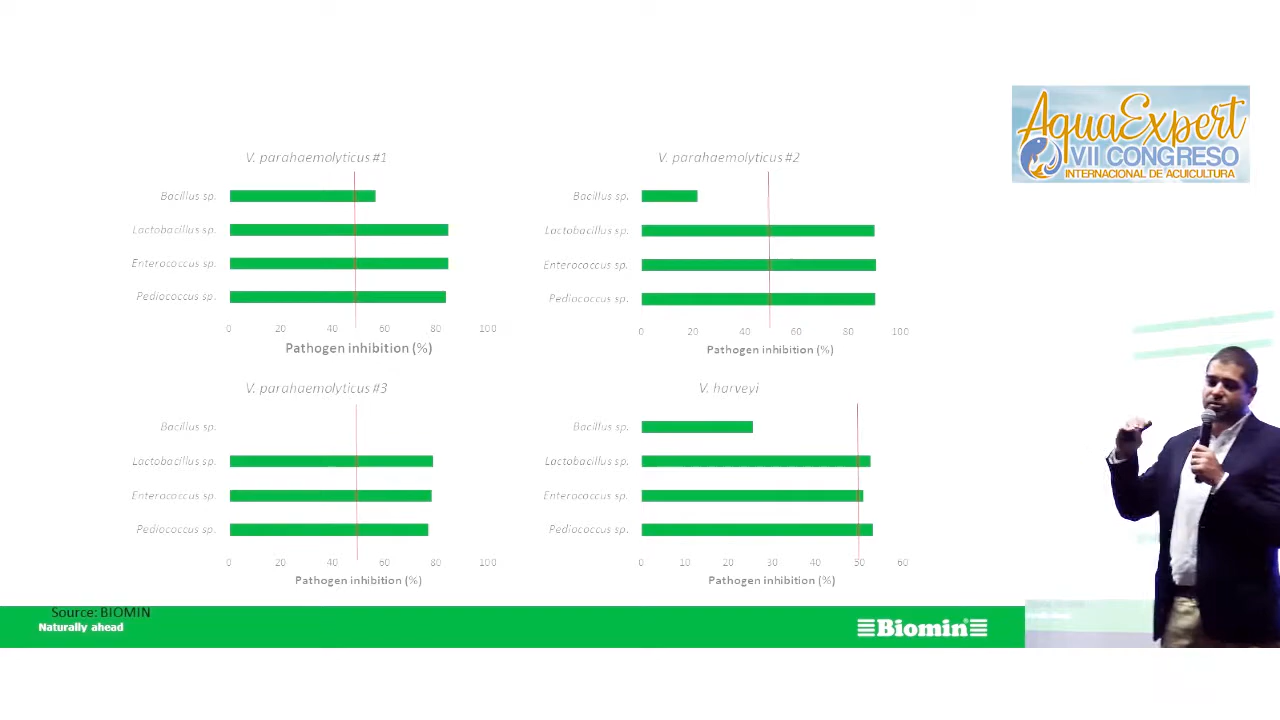 AquaExpert
VII CONGRESO
INTERNACIONAL DE ACUICULTURA
V. parahaemolyticus #1
Bacillus sp.
Lactobacillus sp.
Enterococcus sp.
Pediococcus sp.
0 20 40 60 80 100
Pathogen inhibition (%)
V. parahaemolyticus #2
Bacillus sp.
Lactobacillus sp.
Enterococcus sp.
Pediococcus sp.
0 20 40 60 80 100
Pathogen inhibition (%)
V. parahaemolyticus #3
Bacillus sp.
Lactobacillus sp.
Enterococcus sp.
Pediococcus sp.
0 20 40 60 80 100
Pathogen inhibition (%)
V. harveyi
Bacillus sp.
Lactobacillus sp.
Enterococcus sp.
Pediococcus sp.
0 10 20 30 40 50 60
Pathogen inhibition (%)
Source: BIOMIN
Naturally ahead
Biomin®